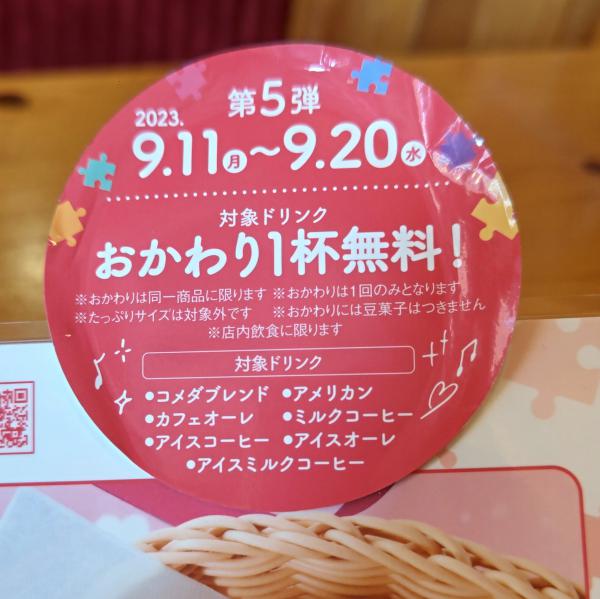 第5弾
2023.
9.11(月)～9.20(水)
対象ドリンク
おかわり1杯無料!
※おかわりは同一商品に限ります ※おかわりは1回のみとなります
※たっぷりサイズは対象外です ※おかわりには豆菓子はつきません
※店内飲食に限ります
対象ドリンク
●コメダブレンド ●アメリカン
●カフェオーレ ●ミルクコーヒー
●アイスコーヒー ●アイスオーレ
●アイスミルクコーヒー